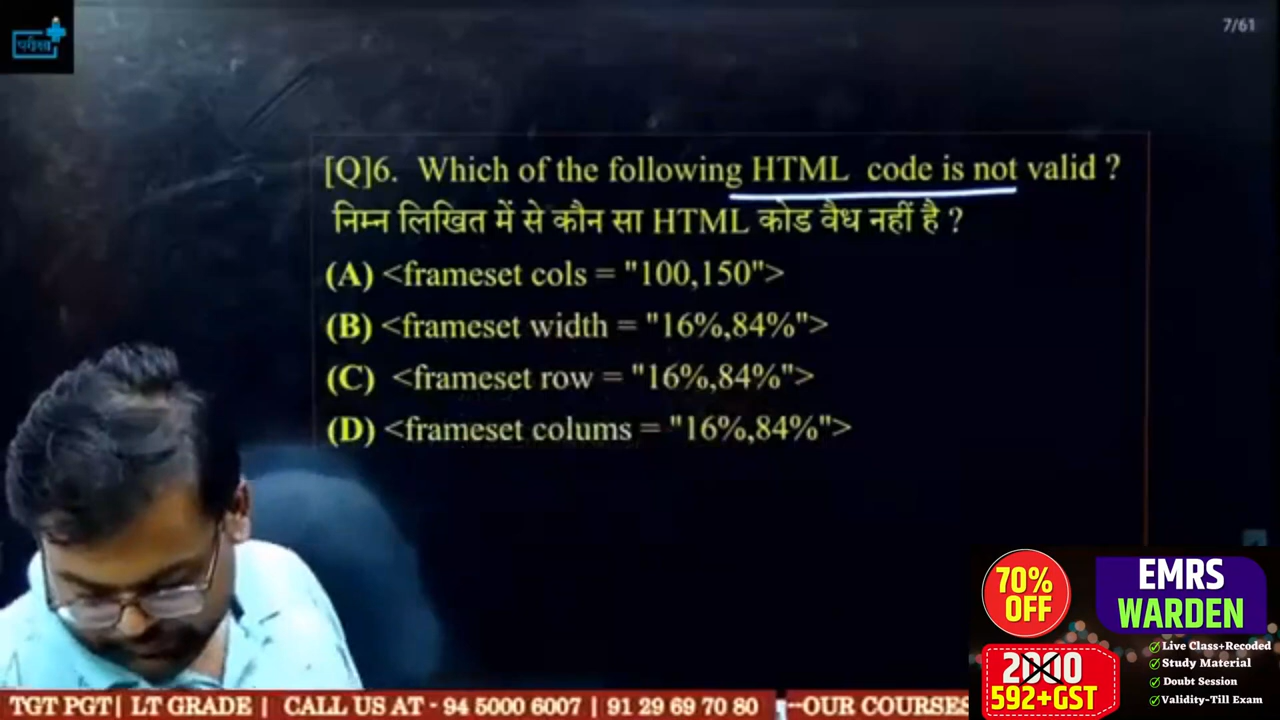 परीक्षा
7/61
[Q]6. Which of the following HTML code is not valid ?
निम्न लिखित में से कौन सा HTML कोड वैध नहीं है ?
(A) <frameset cols = "100,150">
(B) <frameset width = "16%,84%">
(C) <frameset row = "16%,84%">
(D) <frameset colums = "16%,84%">
70%
OFF
EMRS
WARDEN
2000
592+GST
Live Class+Recoded
Study Material
Doubt Session
Validity-Till Exam
TGT PGT| LT GRADE | CALL US AT - 94 5000 6007 | 91 29 69 70 80 --OUR COURSES